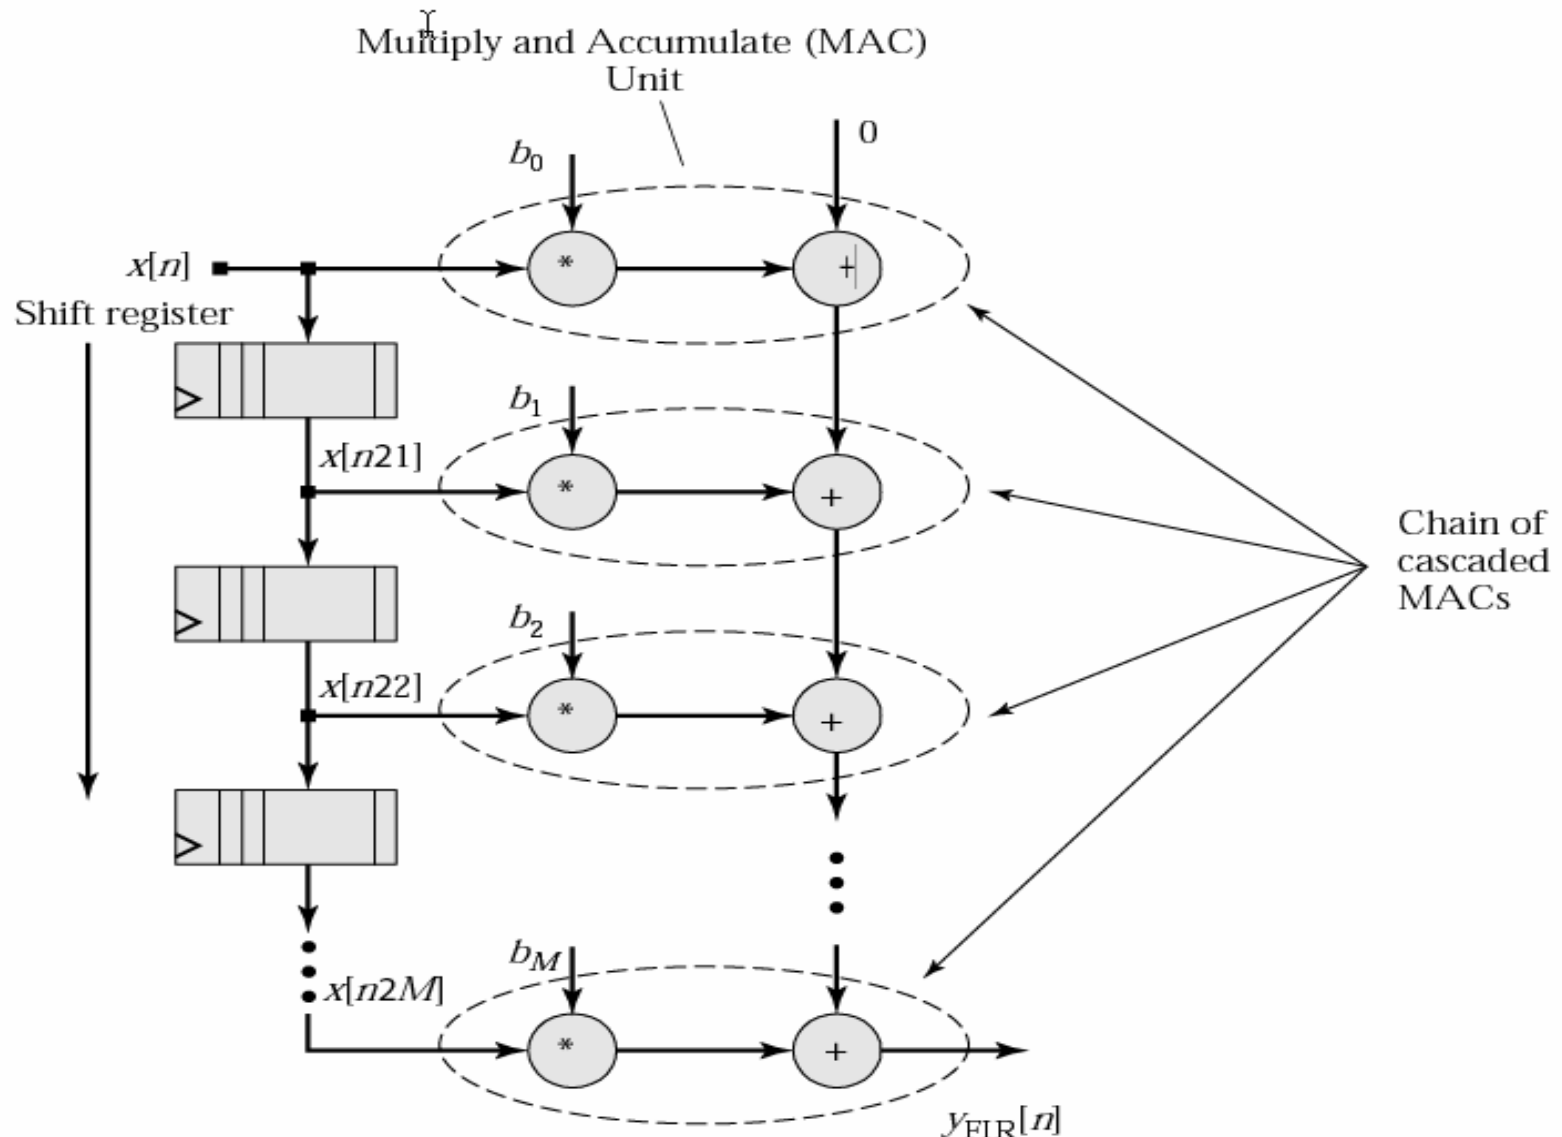 Multiply and Accumulate (MAC)
Unit
0
b0
x[n]
*
+
Shift register
b1
x[n21]
*
+
Chain of
cascaded
MACs
b2
x[n22]
*
+
bM
x[n2M]
*
+
yFIR[n]